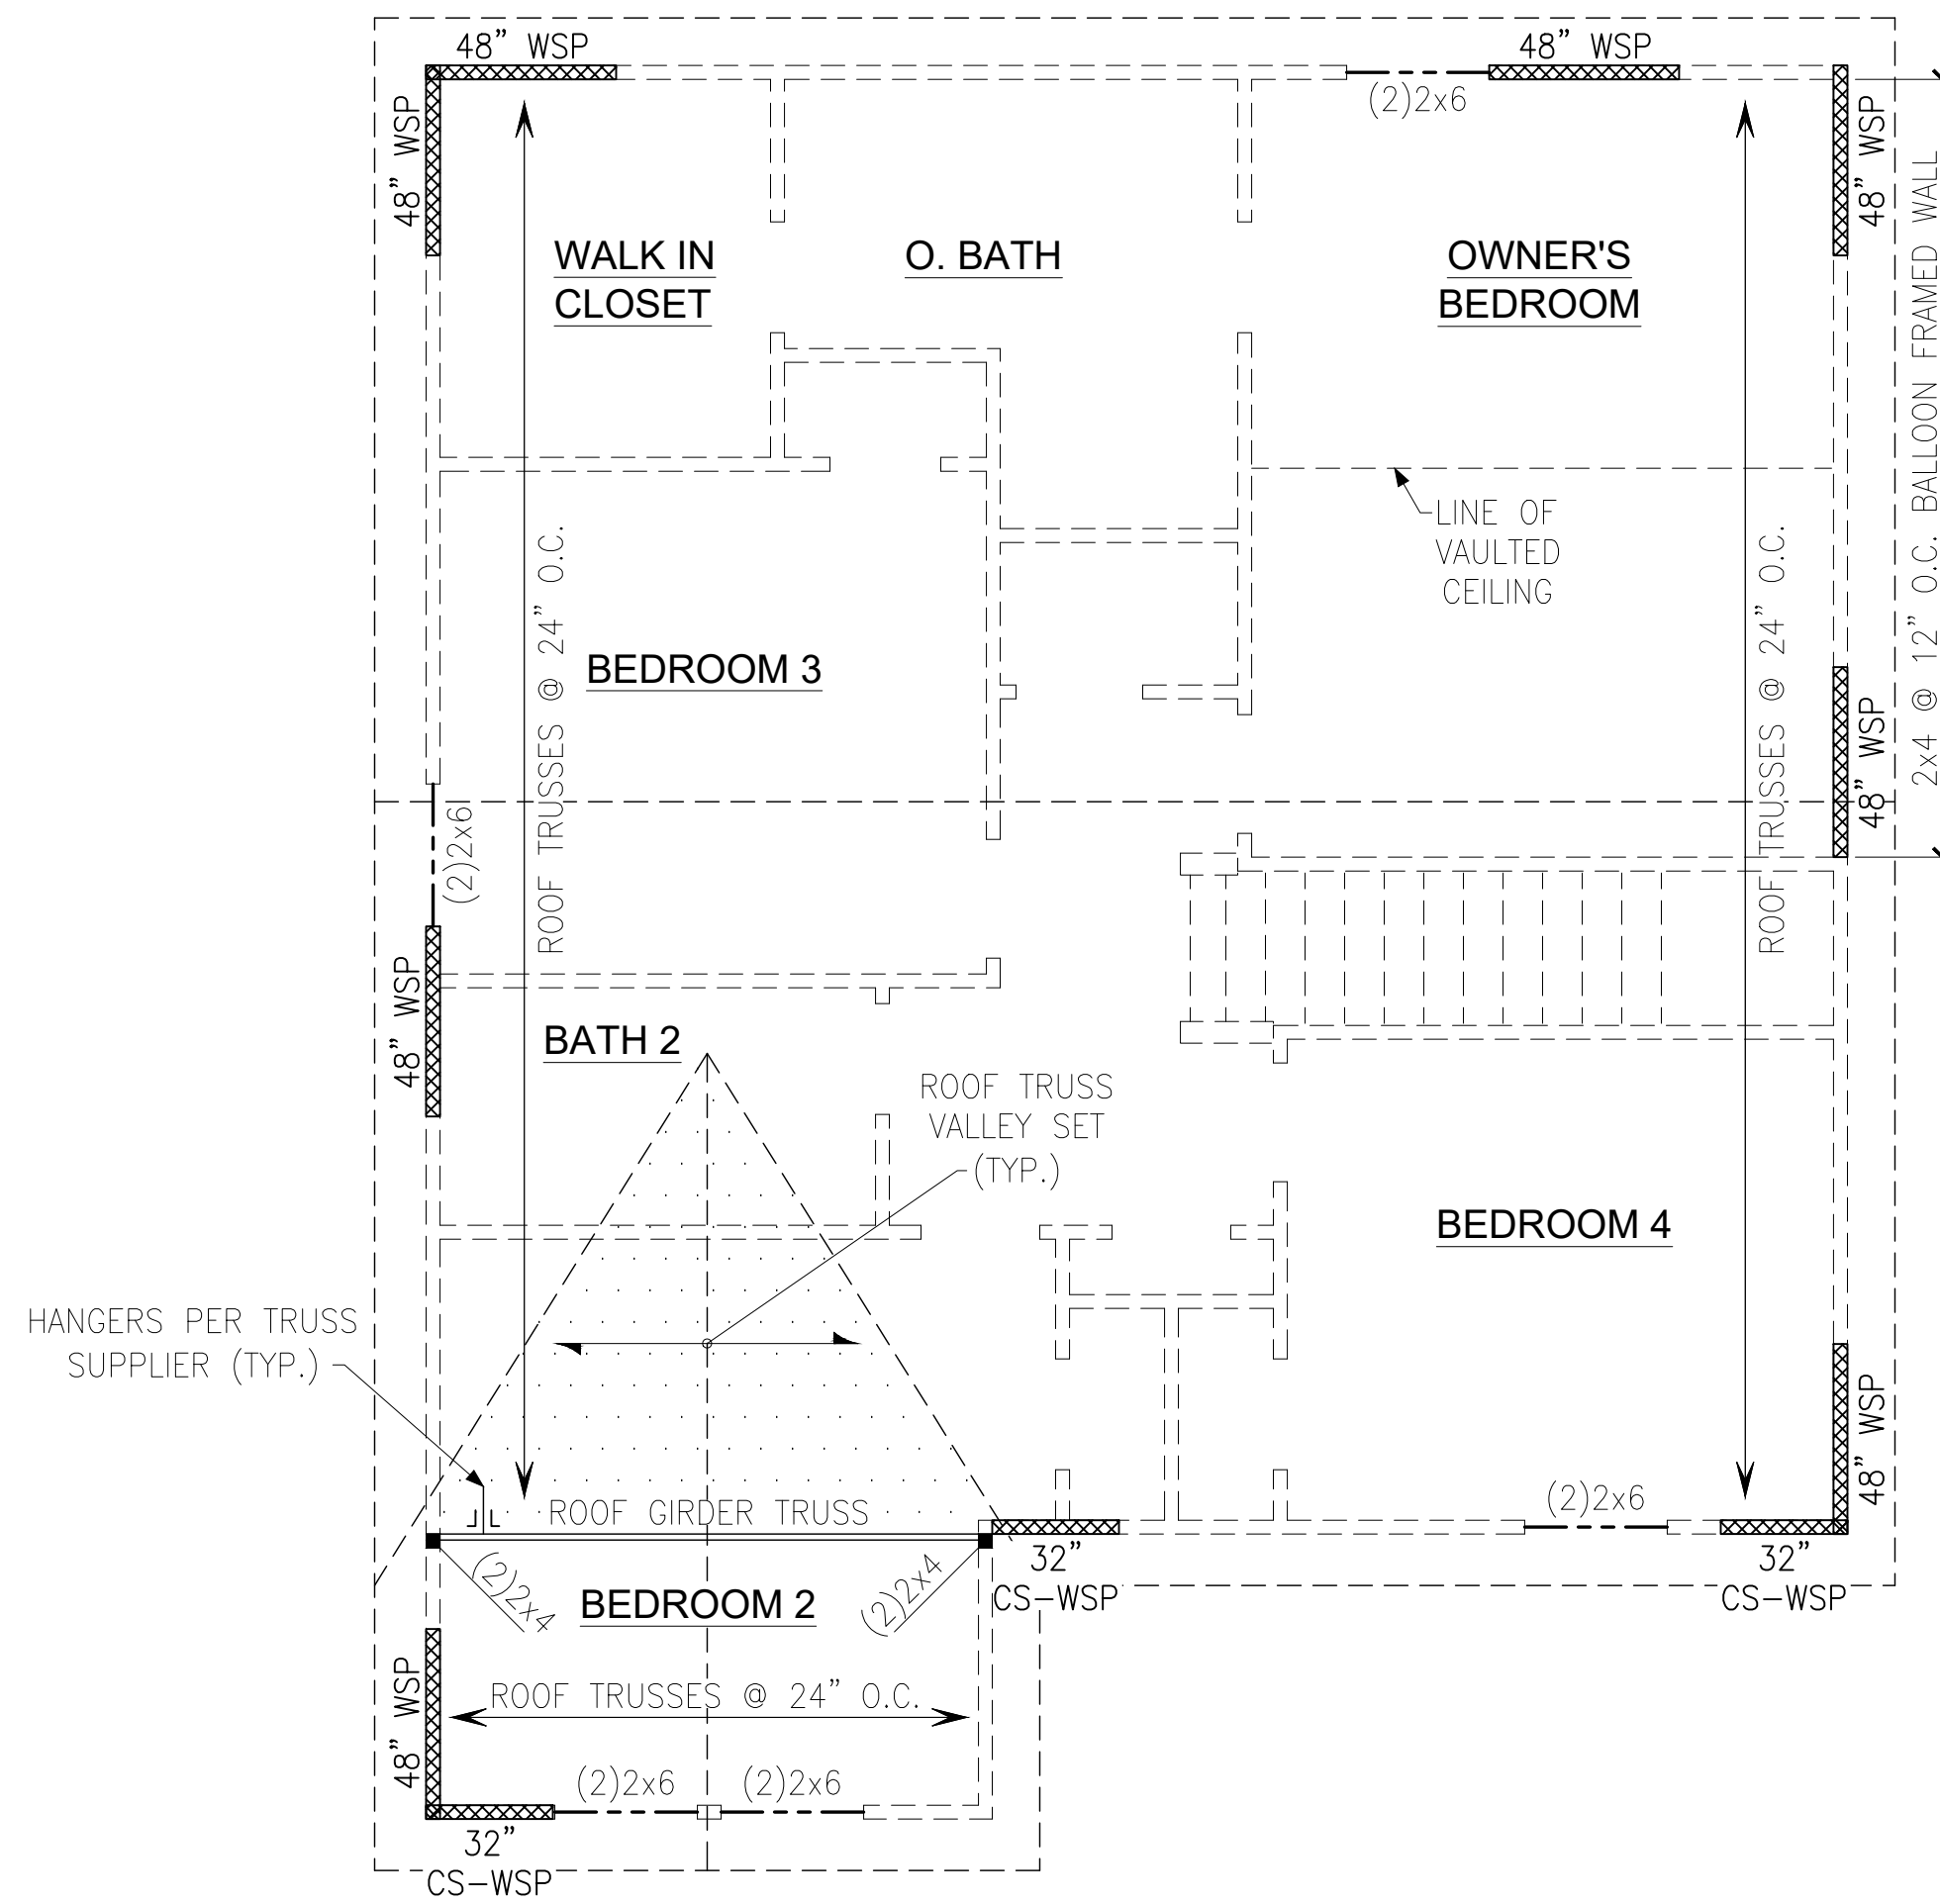 48” WSP
48” WSP
(2)2x6
48” WSP
48” WSP
WALK IN
CLOSET
O. BATH
OWNER'S
BEDROOM
2x4 @ 12” O.C. BALLOON FRAMED WALL
LINE OF
VAULTED
CEILING
ROOF TRUSSES @ 24” O.C.
ROOF TRUSSES @ 24” O.C.
BEDROOM 3
48” WSP
(2)2x6
48” WSP
BATH 2
ROOF TRUSS
VALLEY SET
(TYP.)
BEDROOM 4
HANGERS PER TRUSS
SUPPLIER (TYP.)
48” WSP
ROOF GIRDER TRUSS
(2)2x6
32”
CS-WSP
32”
CS-WSP
(2)2x4
(2)2x4
BEDROOM 2
48” WSP
ROOF TRUSSES @ 24” O.C.
(2)2x6
(2)2x6
32”
CS-WSP